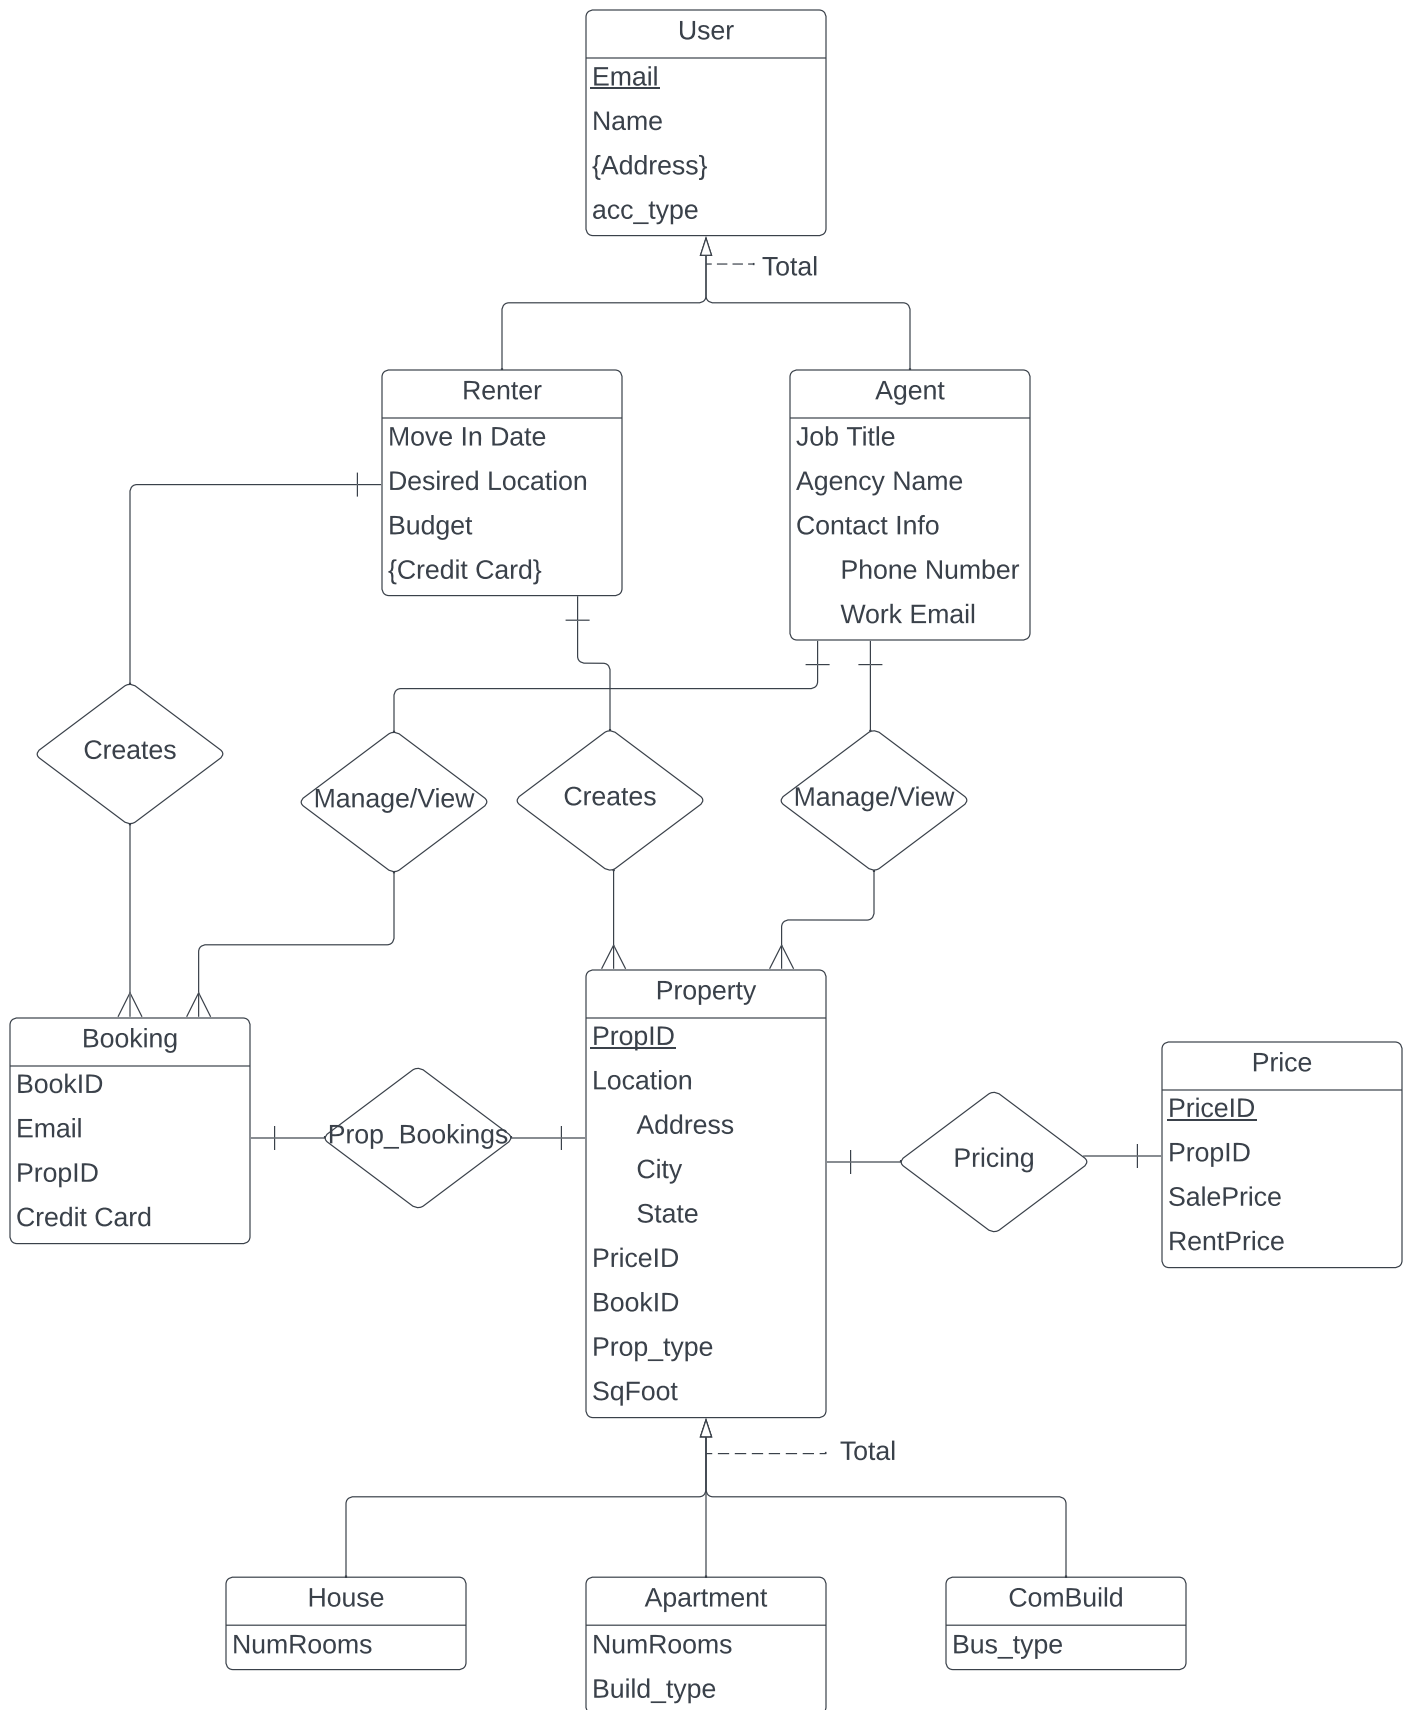 User
Email
Name
{Address}
acc_type
Total
Renter
Move In Date
Desired Location
Budget
{Credit Card}
Agent
Job Title
Agency Name
Contact Info
Phone Number
Work Email
Creates
Manage/View
Creates
Manage/View
Booking
BookID
Email
PropID
Credit Card
Prop_Bookings
Property
PropID
Location
Address
City
State
PriceID
BookID
Prop_type
SqFoot
Pricing
Price
PriceID
PropID
SalePrice
RentPrice
Total
House
NumRooms
Apartment
NumRooms
Build_type
ComBuild
Bus_type